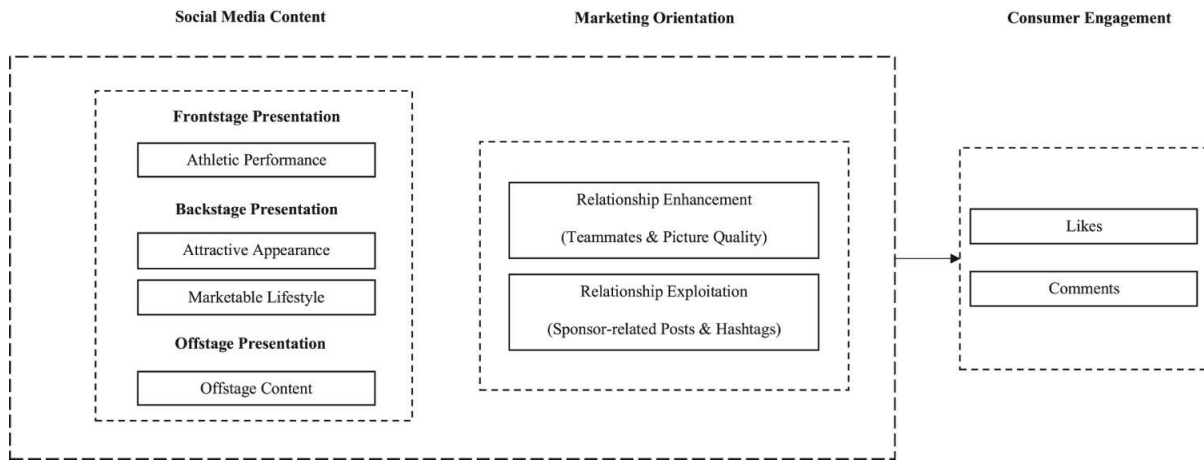 Social Media Content
Marketing Orientation
Consumer Engagement
Frontstage Presentation
Athletic Performance
Backstage Presentation
Attractive Appearance
Marketable Lifestyle
Offstage Presentation
Offstage Content
Relationship Enhancement
(Teammates & Picture Quality)
Relationship Exploitation
(Sponsor-related Posts & Hashtags)
Likes
Comments